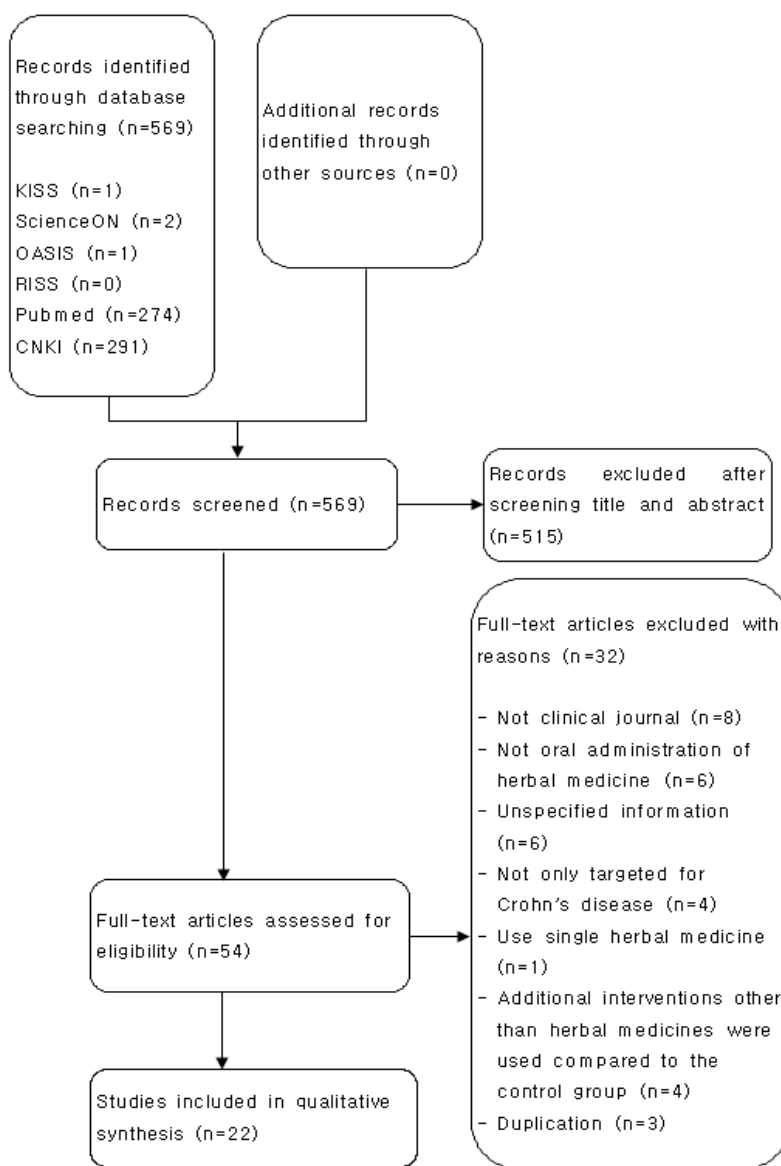 Records identified
through database
searching (n=569)
KISS (n=1)
ScienceON (n=2)
OASIS (n=1)
RISS (n=0)
Pubmed (n=274)
CNKI (n=291)
Additional records
identified through
other sources (n=0)
Records screened (n=569)
Records excluded after
screening title and abstract
(n=515)
Full-text articles assessed for
eligibility (n=54)
Full-text articles excluded with
reasons (n=32)
- Not clinical journal (n=8)
- Not oral administration of
herbal medicine (n=6)
- Unspecified information
(n=6)
- Not only targeted for
Crohn's disease (n=4)
- Use single herbal medicine
(n=1)
- Additional interventions other
than herbal medicines were
used compared to the
control group (n=4)
- Duplication (n=3)
Studies included in qualitative
synthesis (n=22)